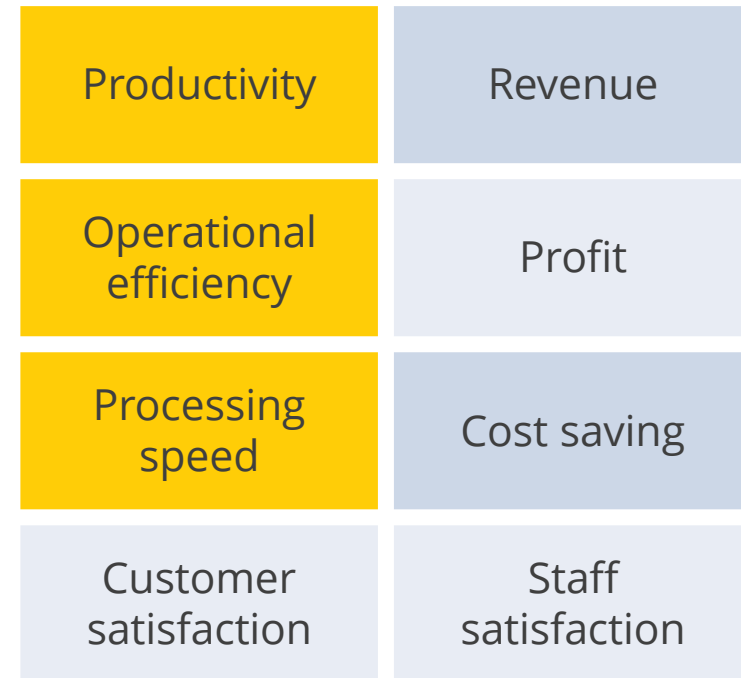 Productivity
Revenue
Operational
efficiency
Profit
Processing
speed
Cost saving
Customer
satisfaction
Staff
satisfaction